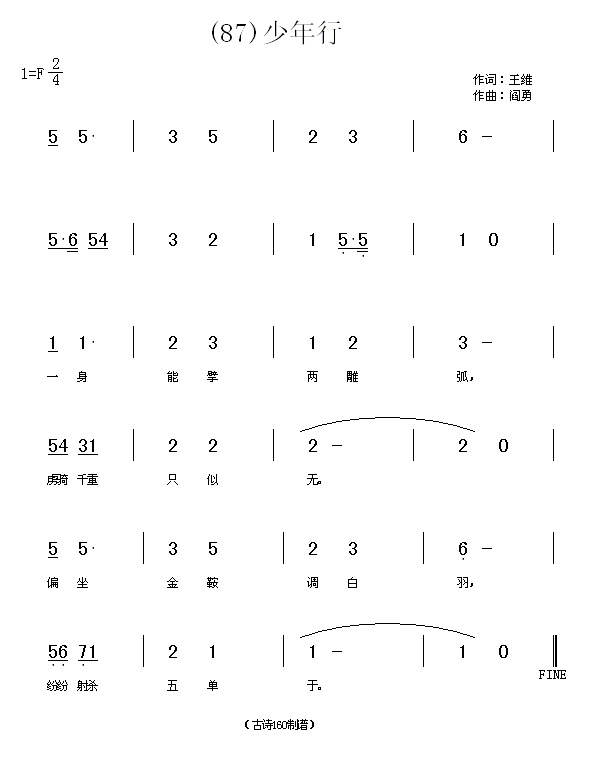 (87)少年行
1=F 2/4
作词：王维
作曲：阎勇
5 5· | 3 5 | 2 3 | 6 - |
5·6 54 | 3 2 | 1 5·5 | 1 0 |
1 1· | 2 3 | 1 2 | 3 - |
一 身 能 擘 两 雕 弧，
54 31 | 2 2 | 2 - | 2 0 |
虏骑 千重 只 似 无。
5 5· | 3 5 | 2 3 | 6 - |
偏 坐 金 鞍 调 白 羽，
56 71 | 2 1 | 1 - | 1 0 ‖
FINE
纷纷 射杀 五 单 于。
（古诗160制谱）